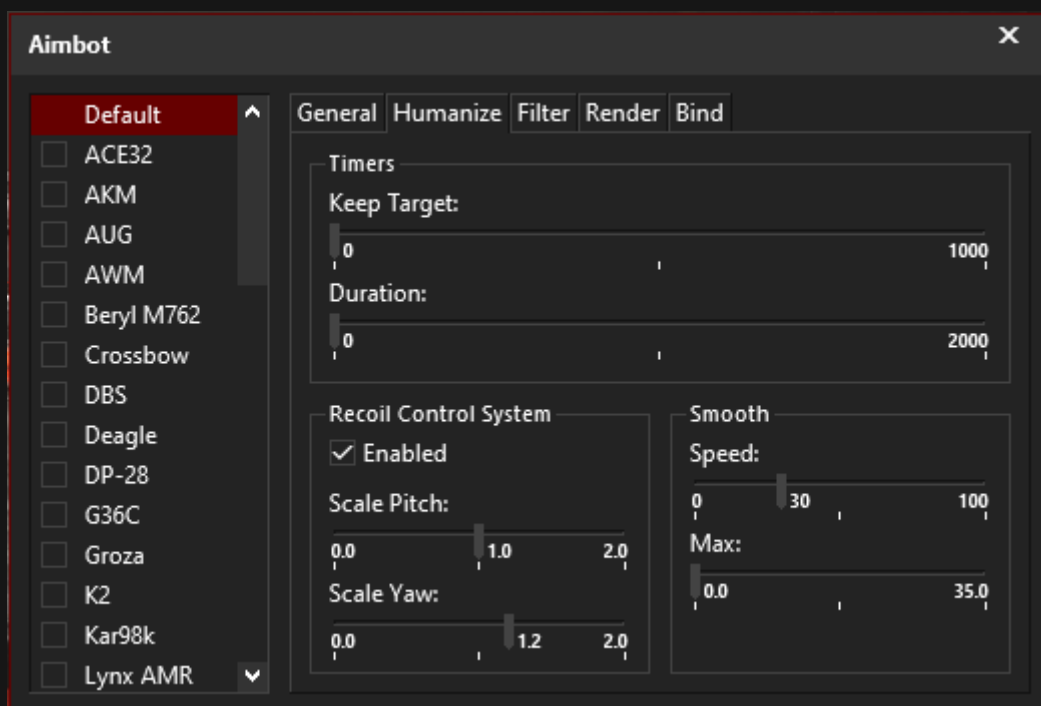 Aimbot
Default
ACE32
AKM
AUG
AWM
Beryl M762
Crossbow
DBS
Deagle
DP-28
G36C
Groza
K2
Kar98k
Lynx AMR
General Humanize Filter Render Bind
Timers
Keep Target:
0 1000
Duration:
0 2000
Recoil Control System
Enabled
Scale Pitch:
0.0 1.0 2.0
Scale Yaw:
0.0 1.2 2.0
Smooth
Speed:
0 30 100
Max:
0.0 35.0